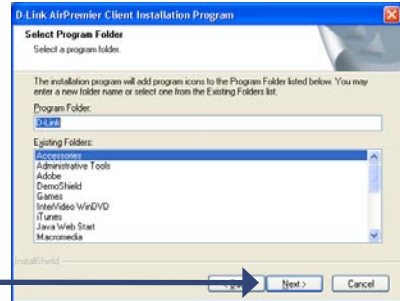 D-Link AirPremier Client Installation Program
Select Program Folder
Select a program folder.
The installation program will add program icons to the Program Folder listed below. You may
enter a new folder name or select one from the Existing Folders list.
Program Folder:
D-Link
Existing Folders:
Accessories
Administrative Tools
Adobe
DemoShield
Games
InterVideo WinDVD
iTunes
Java Web Start
Macromedia
InstallShield
Next >
Cancel